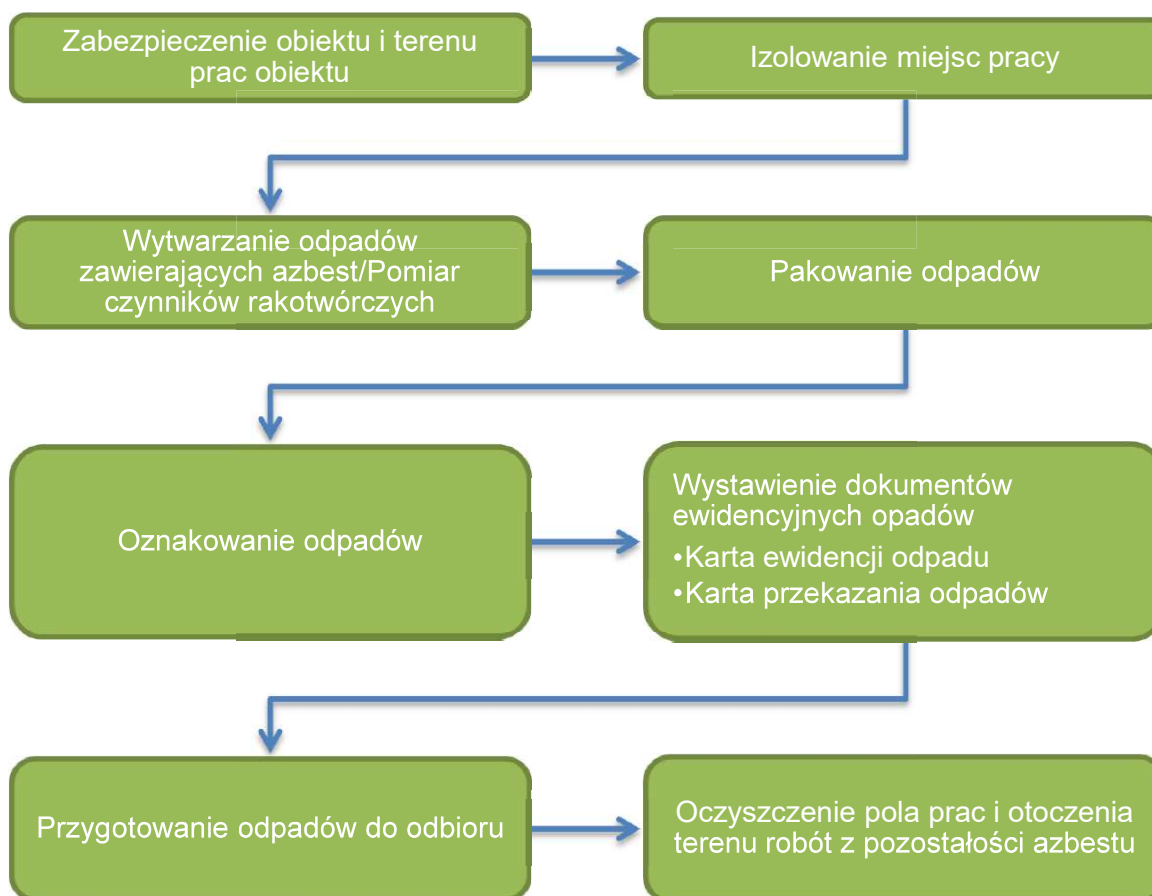 Zabezpieczenie obiektu i terenu
prac obiektu
Izolowanie miejsc pracy
Wytwarzanie odpadów
zawierających azbest/Pomiar
czynników rakotwórczych
Pakowanie odpadów
Oznakowanie odpadów
Wystawienie dokumentów
ewidencyjnych opadów
•Karta ewidencji odpadu
•Karta przekazania odpadów
Przygotowanie odpadów do odbioru
Oczyszczenie pola prac i otoczenia
terenu robót z pozostałości azbestu